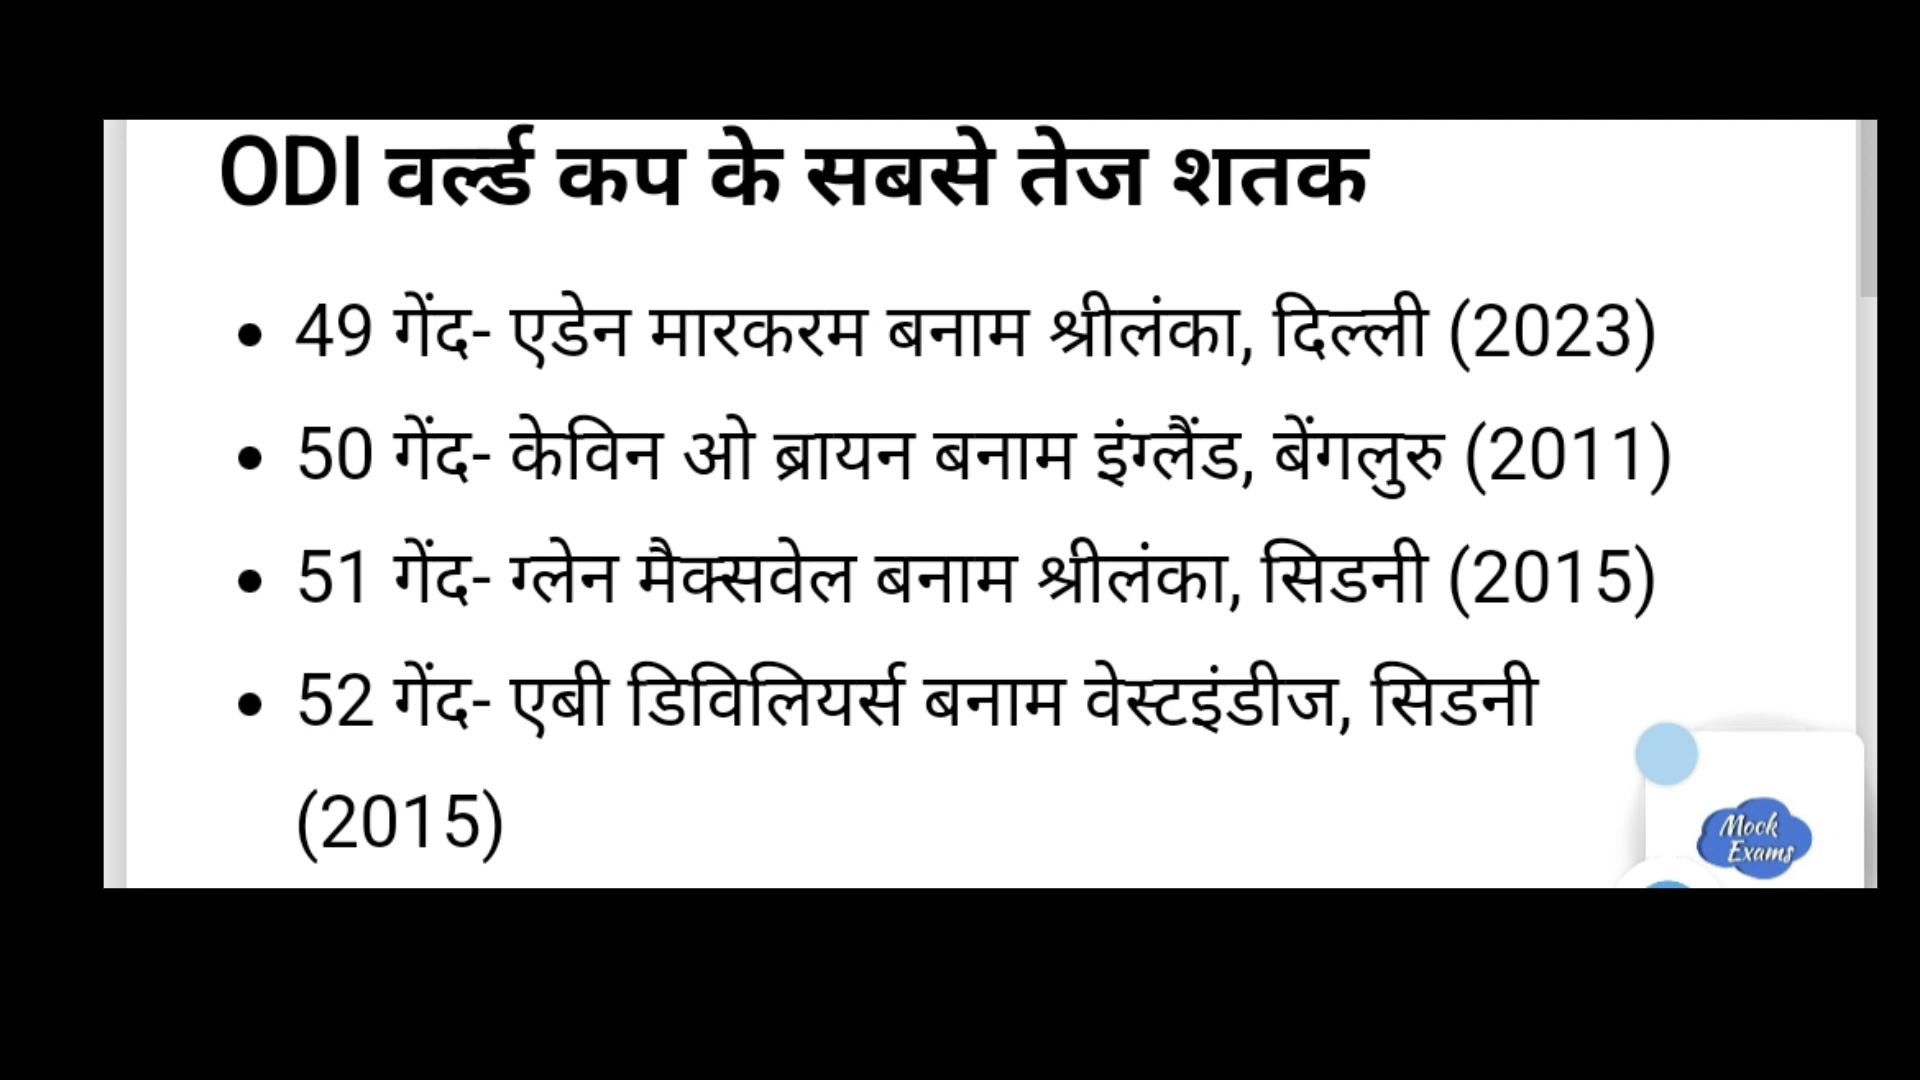 ODI वर्ल्ड कप के सबसे तेज शतक
• 49 गेंद- एडेन मारकरम बनाम श्रीलंका, दिल्ली (2023)
• 50 गेंद- केविन ओ ब्रायन बनाम इंग्लैंड, बेंगलुरु (2011)
• 51 गेंद- ग्लेन मैक्सवेल बनाम श्रीलंका, सिडनी (2015)
• 52 गेंद- एबी डिविलियर्स बनाम वेस्टइंडीज, सिडनी
(2015)
Mock
Exams